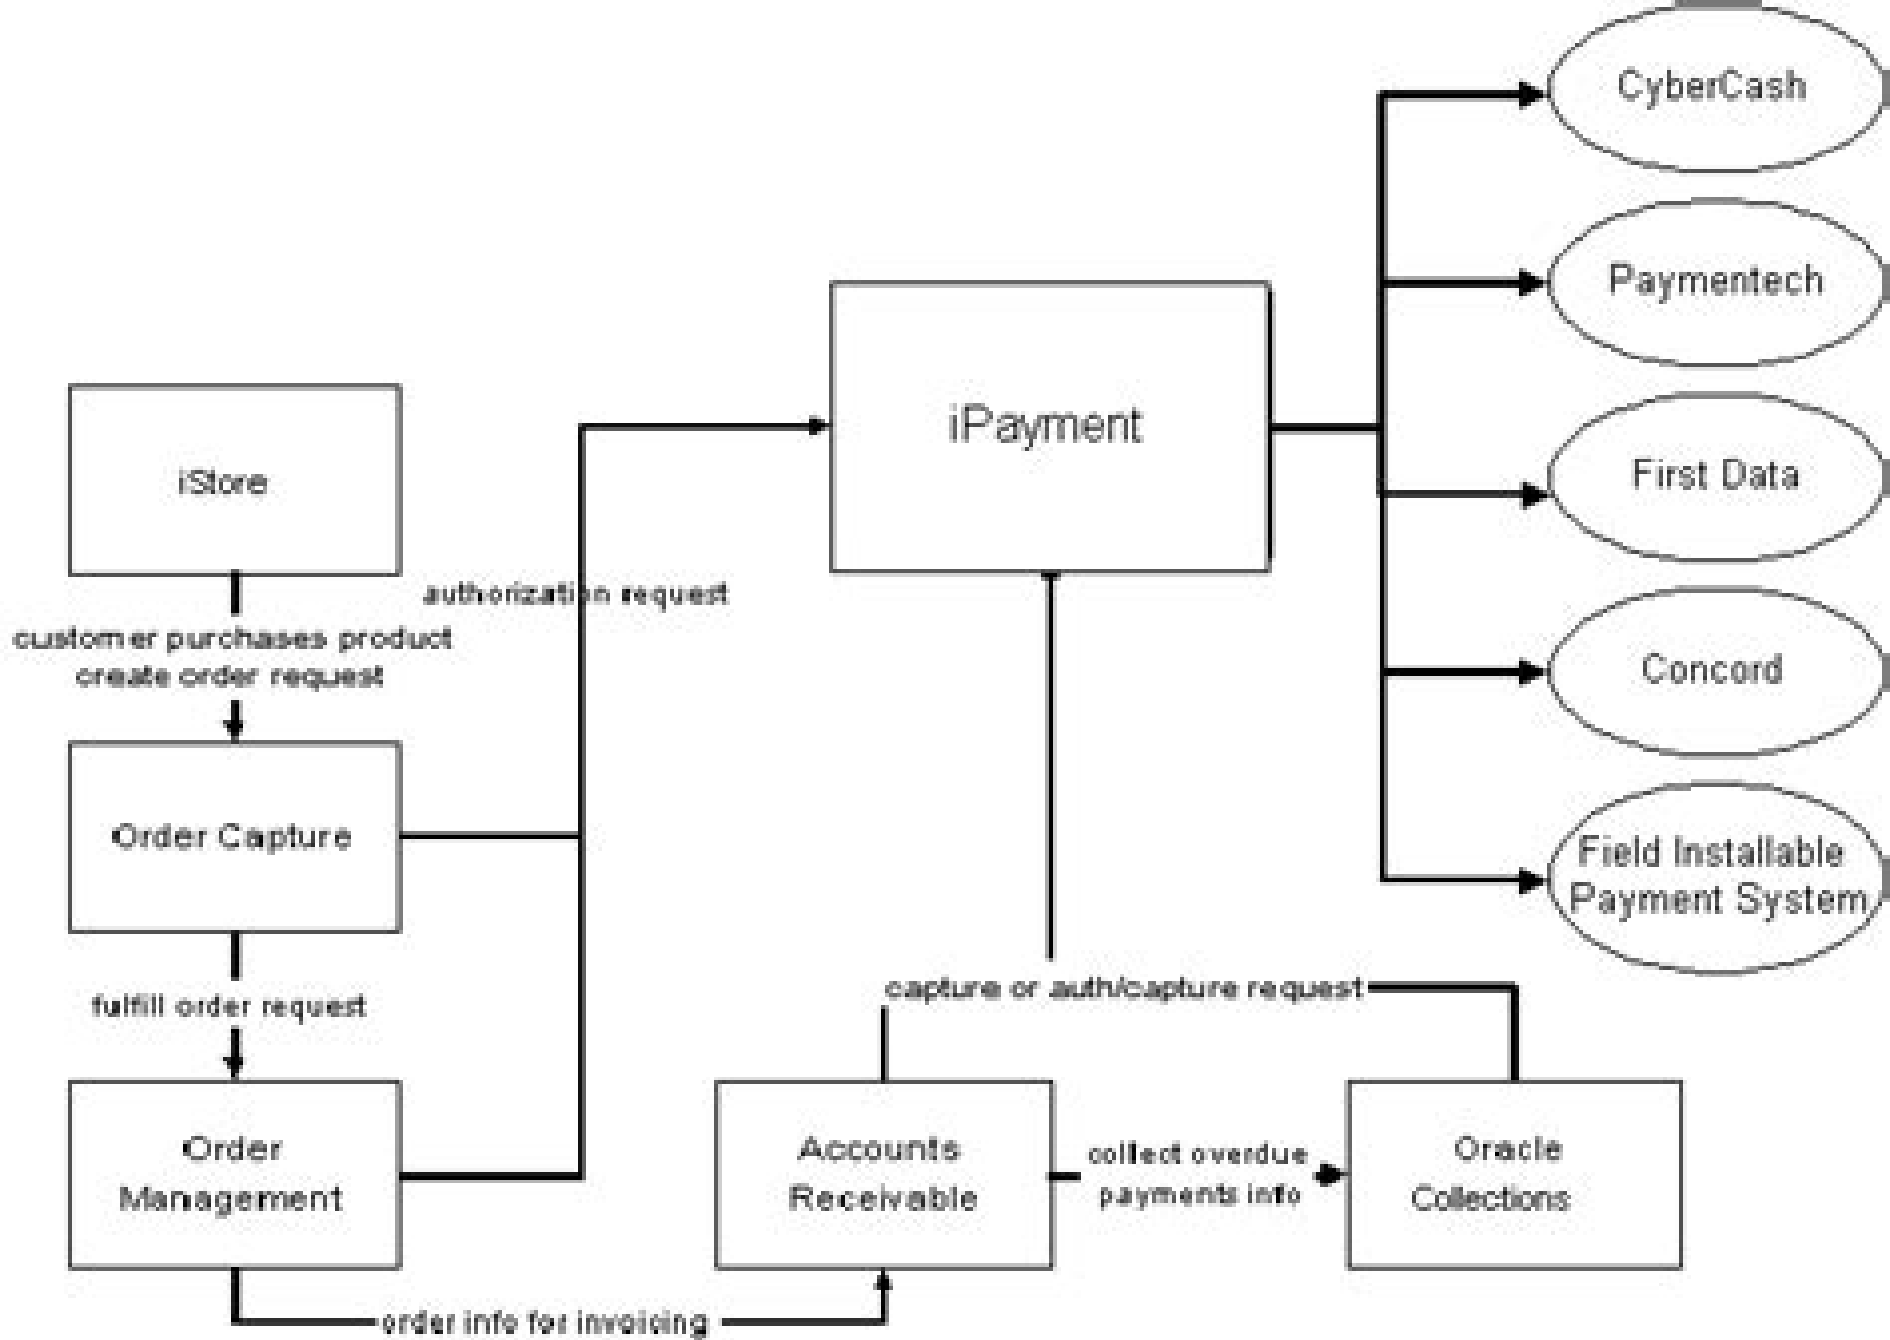 CyberCash
Paymentech
iPayment
First Data
iStore
authorization request
customer purchases product
create order request
Concord
Order Capture
Field Installable
Payment System
fulfill order request
capture or auth/capture request
Order
Management
Accounts
Receivable
collect overdue
payments info
Oracle
Collections
order info for invoicing